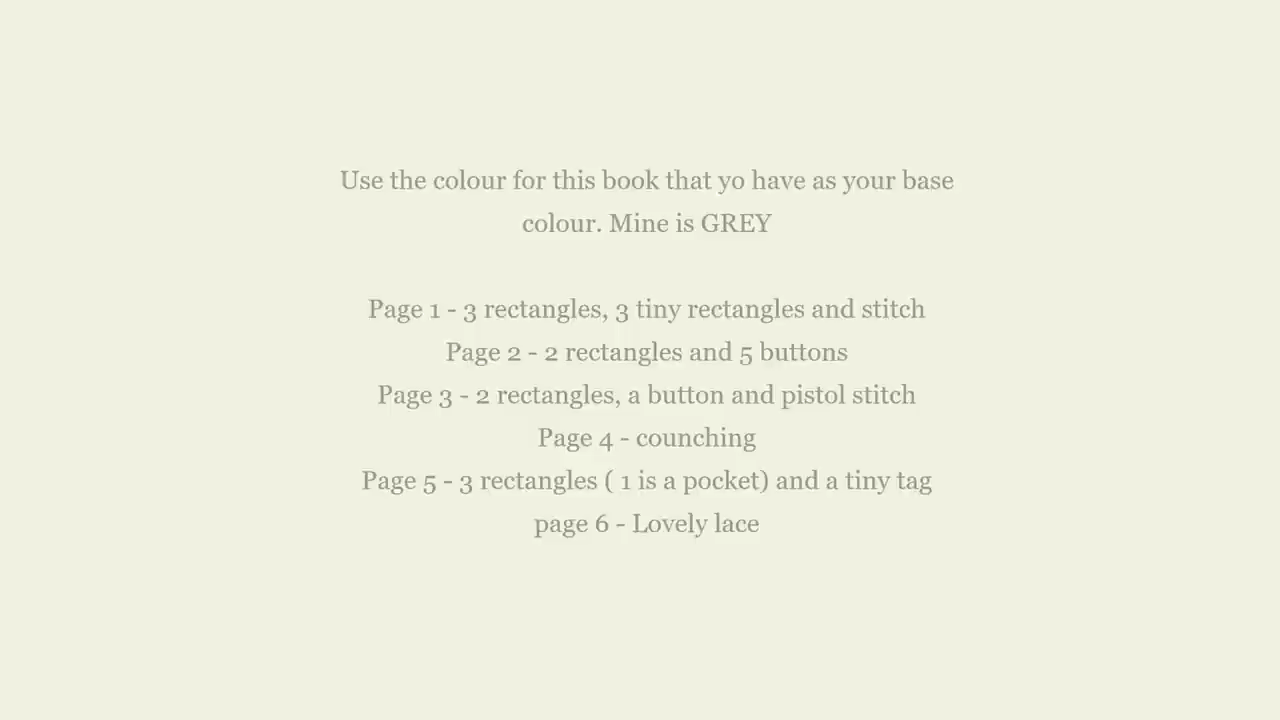 Use the colour for this book that yo have as your base
colour. Mine is GREY
Page 1 - 3 rectangles, 3 tiny rectangles and stitch
Page 2 - 2 rectangles and 5 buttons
Page 3 - 2 rectangles, a button and pistol stitch
Page 4 - counching
Page 5 - 3 rectangles ( 1 is a pocket) and a tiny tag
page 6 - Lovely lace